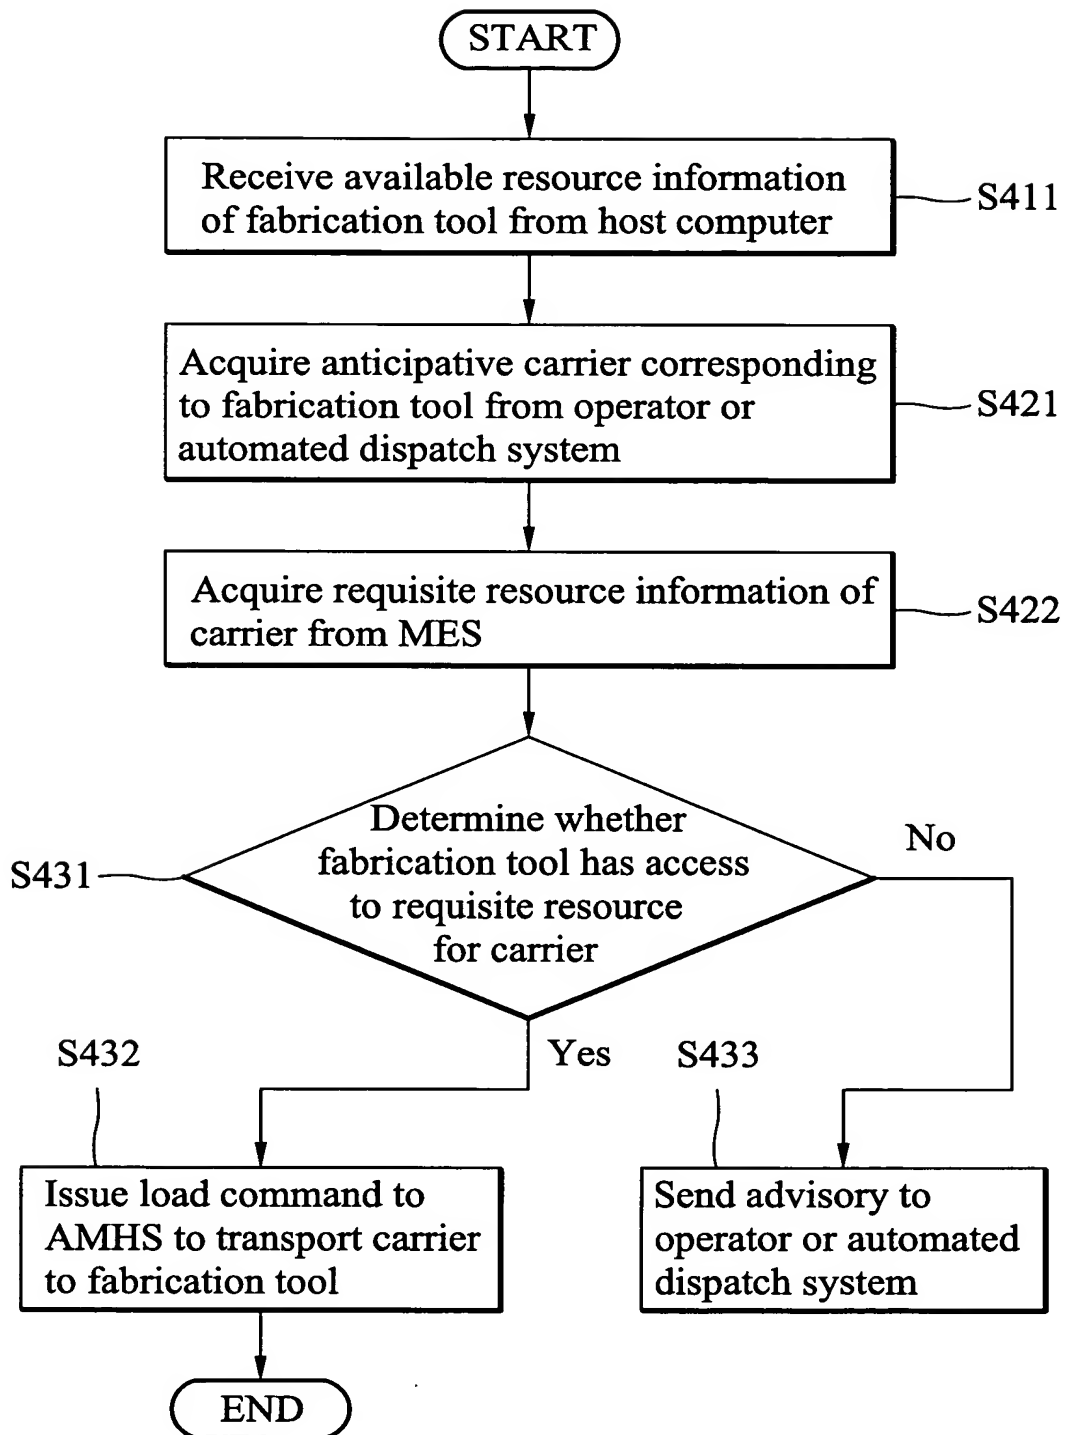 START
Receive available resource information
of fabrication tool from host computer
S411
Acquire anticipative carrier corresponding
to fabrication tool from operator or
automated dispatch system
S421
Acquire requisite resource information of
carrier from MES
S422
Determine whether
fabrication tool has access
to requisite resource
for carrier
S431
No
Yes
S432
S433
Issue load command to
AMHS to transport carrier
to fabrication tool
Send advisory to
operator or automated
dispatch system
END